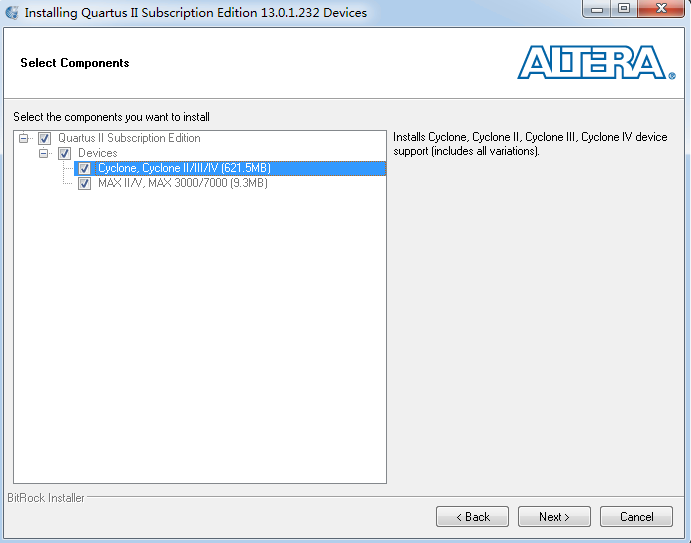 Installing Quartus II Subscription Edition 13.0.1.232 Devices
Select Components
ALTERA®
Select the components you want to install
Quartus II Subscription Edition
Devices
Cyclone, Cyclone II/III/IV (621.5MB)
MAX II/V, MAX 3000/7000 (9.3MB)
Installs Cyclone, Cyclone II, Cyclone III, Cyclone IV device
support (includes all variations).
BitRock Installer
< Back
Next >
Cancel